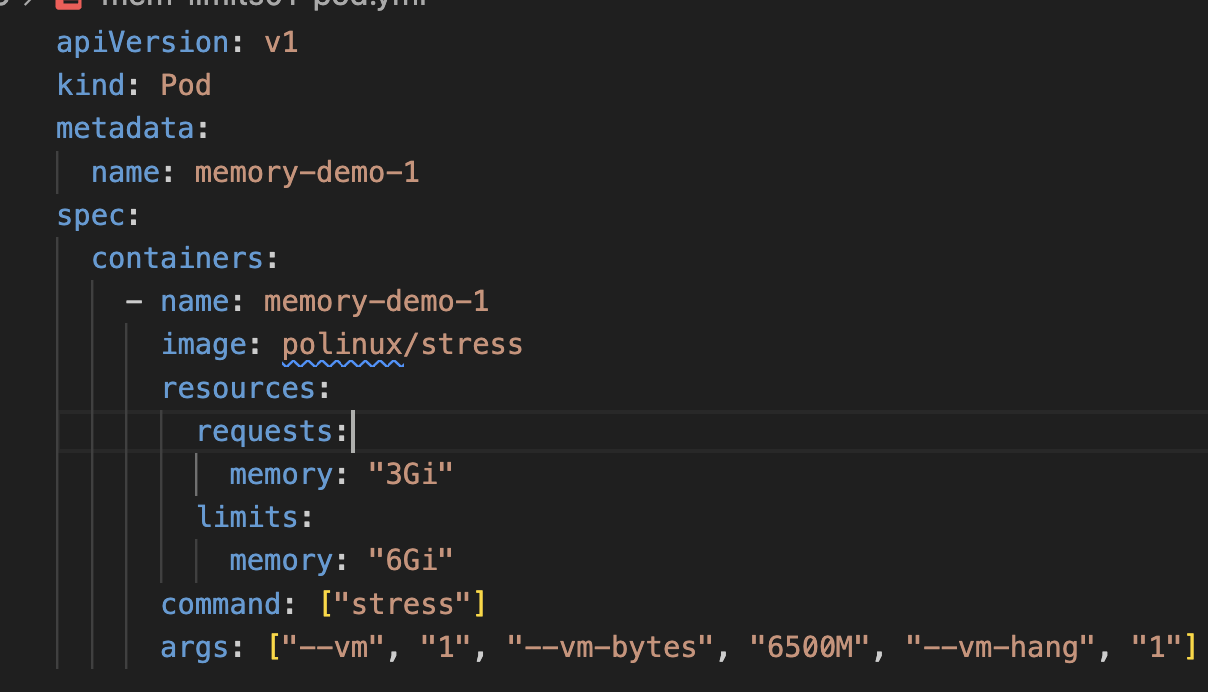 mem-limits01-pod.yml
apiVersion: v1
kind: Pod
metadata:
  name: memory-demo-1
spec:
  containers:
    - name: memory-demo-1
      image: polinux/stress
      resources:
        requests:
          memory: "3Gi"
        limits:
          memory: "6Gi"
      command: ["stress"]
      args: ["--vm", "1", "--vm-bytes", "6500M", "--vm-hang", "1"]